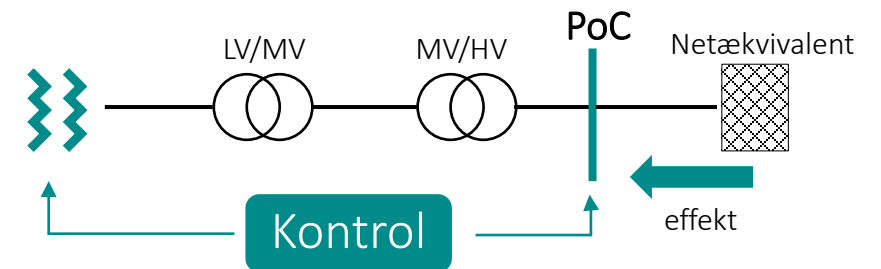 LV/MV
MV/HV
PoC
Netækvivalent
Kontrol
effekt